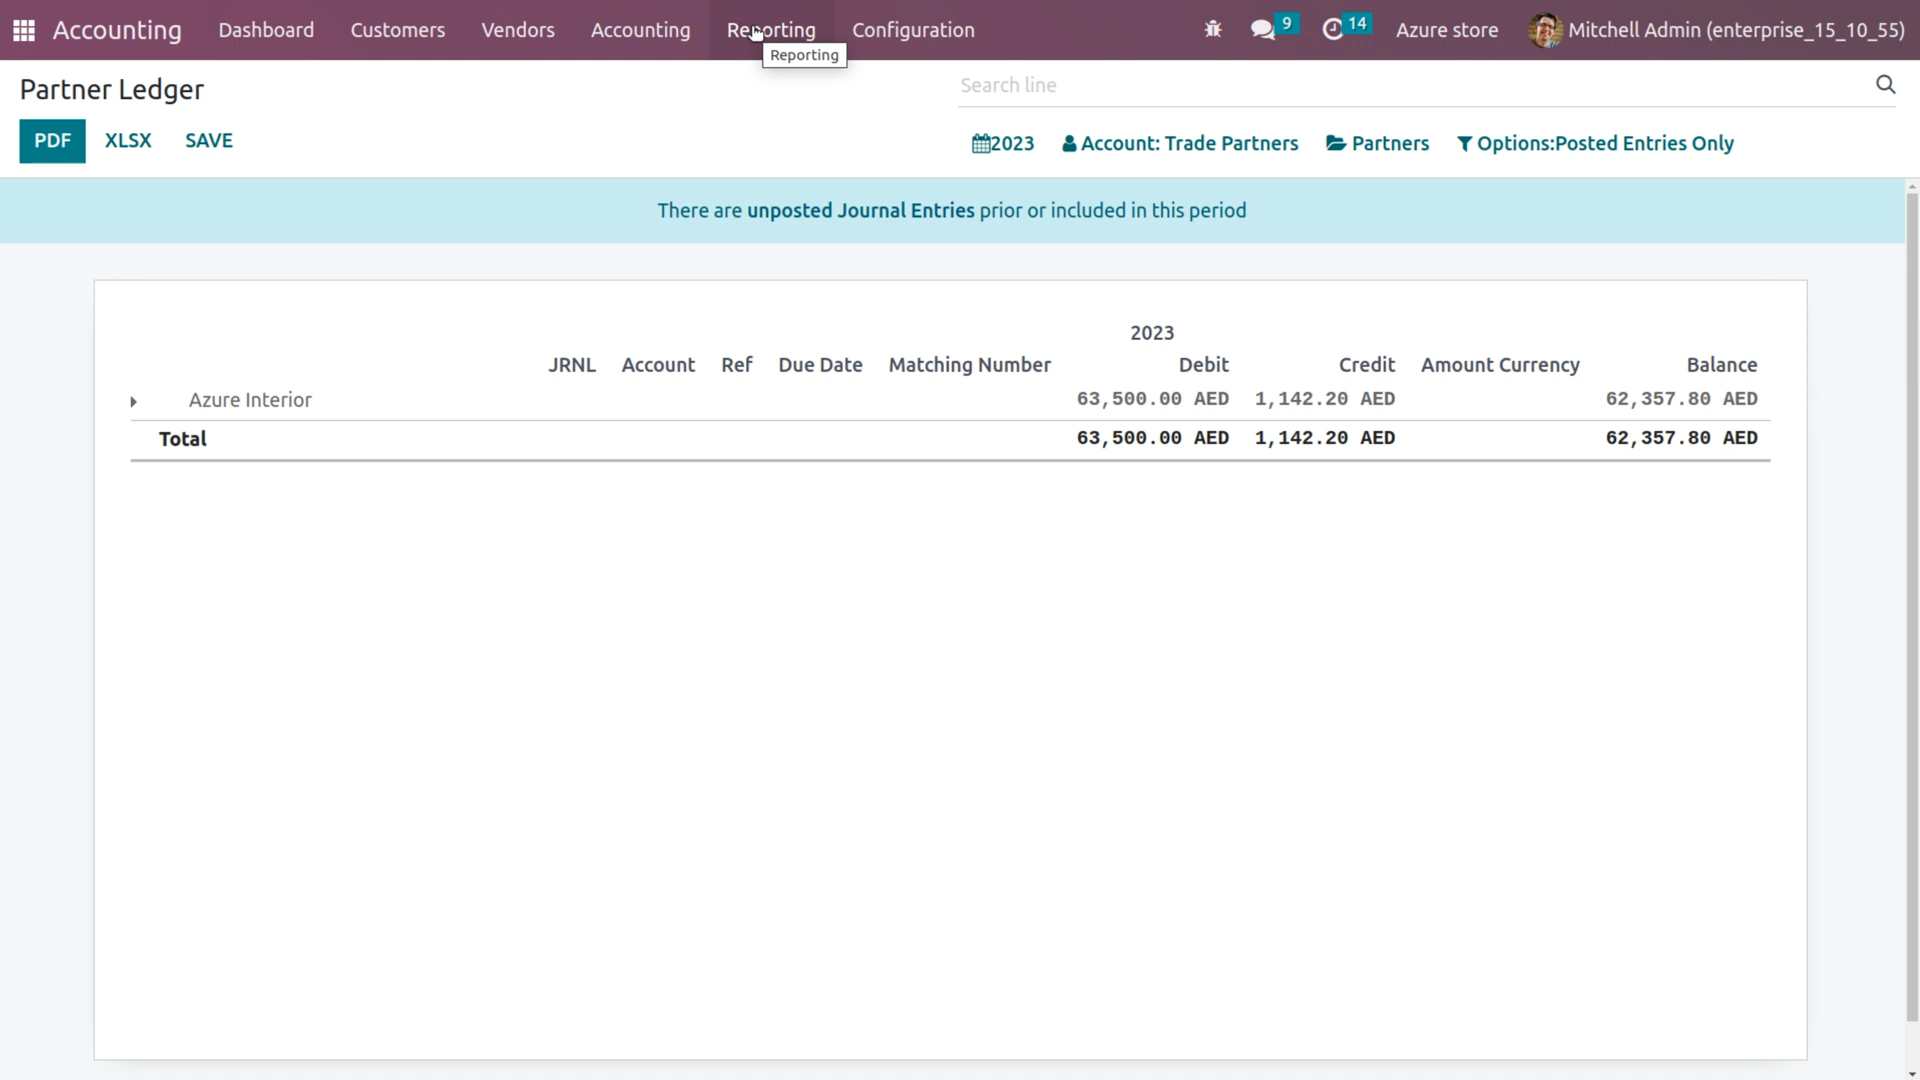 Accounting Dashboard Customers Vendors Accounting Reporting Configuration 9 14 Azure store Mitchell Admin (enterprise_15_10_55)
Reporting
Partner Ledger
Search line
PDF XLSX SAVE
2023 Account: Trade Partners Partners Options:Posted Entries Only
There are unposted Journal Entries prior or included in this period
2023
JRNL Account Ref Due Date Matching Number Debit Credit Amount Currency Balance
Azure Interior 63,500.00 AED 1,142.20 AED 62,357.80 AED
Total 63,500.00 AED 1,142.20 AED 62,357.80 AED